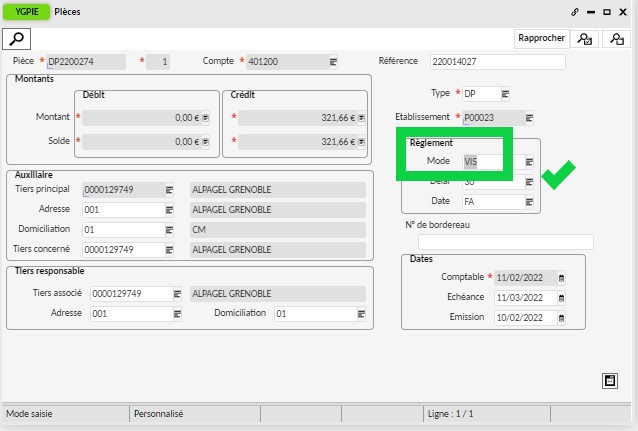 YGPIE Pièces
Rapprocher
Pièce * DP2200274 * 1 Compte * 401200 Référence 220014027
Montants
Débit Crédit
Type * DP
Montant * 0,00 € * 321,66 €
Etablissement * P00023
Solde * 0,00 € * 321,66 €
Règlement
Mode VIS
Auxiliaire
Délai 30
Tiers principal 0000129749 ALPAGEL GRENOBLE
Date FA
Adresse 001 ALPAGEL GRENOBLE
Domiciliation 01 CM
N° de bordereau
Tiers concerné 0000129749 ALPAGEL GRENOBLE
Dates
Tiers responsable
Comptable * 11/02/2022
Tiers associé 0000129749 ALPAGEL GRENOBLE
Echéance 11/03/2022
Adresse 001 Domiciliation 01
Emission 10/02/2022
Mode saisie Personnalisé Ligne : 1 / 1